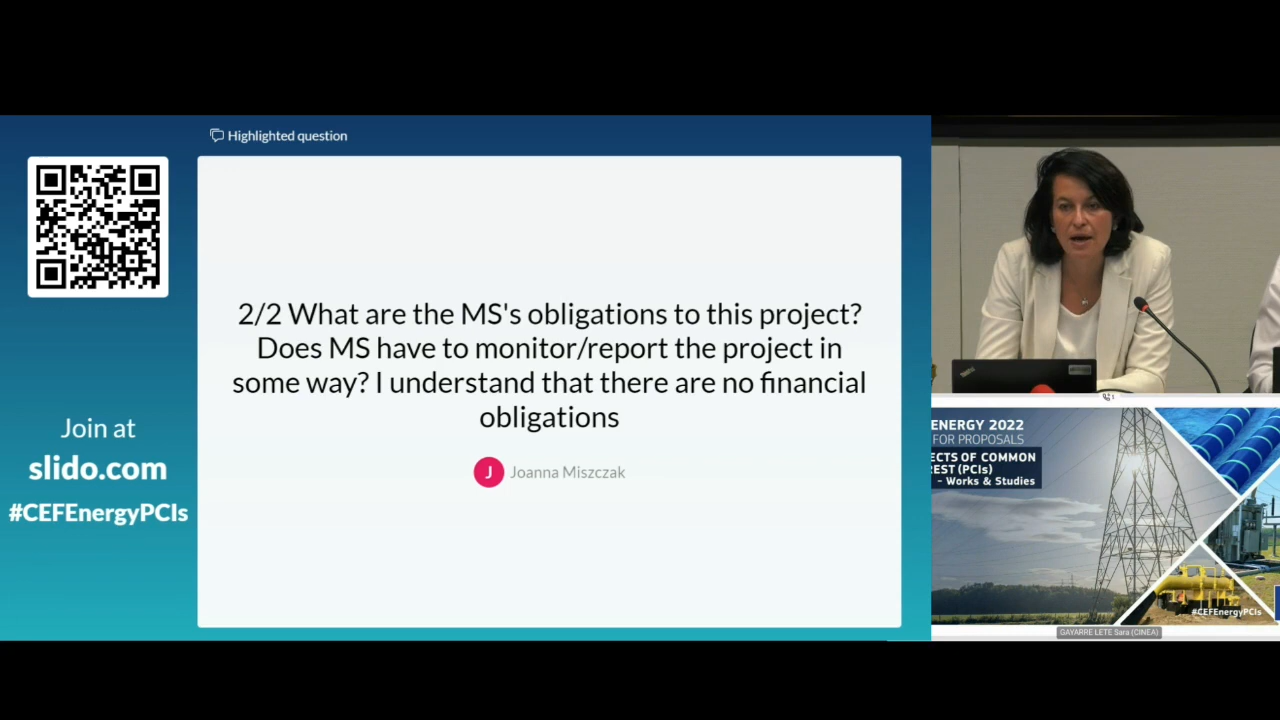 Highlighted question
Join at
slido.com
#CEFEnergyPCIs
2/2 What are the MS's obligations to this project?
Does MS have to monitor/report the project in
some way? I understand that there are no financial
obligations
J Joanna Miszczak
1
ENERGY 2022
FOR PROPOSALS
ECTS OF COMMON
REST (PCIs)
- Works & Studies
#CEFEnergyPCIs
GAYARRE LETE Sara (CINEA)